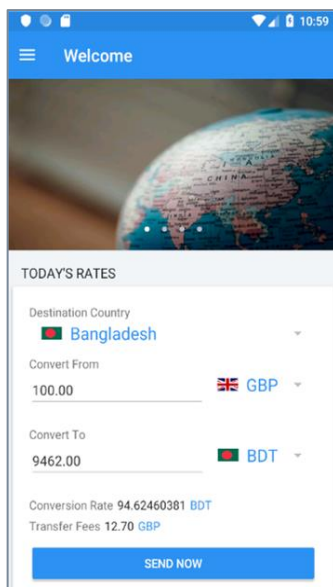 10:59
Welcome
CHINA
TODAY'S RATES
Destination Country
Bangladesh
Convert From
100.00 GBP
Convert To
9462.00 BDT
Conversion Rate 94.62460381 BDT
Transfer Fees 12.70 GBP
SEND NOW